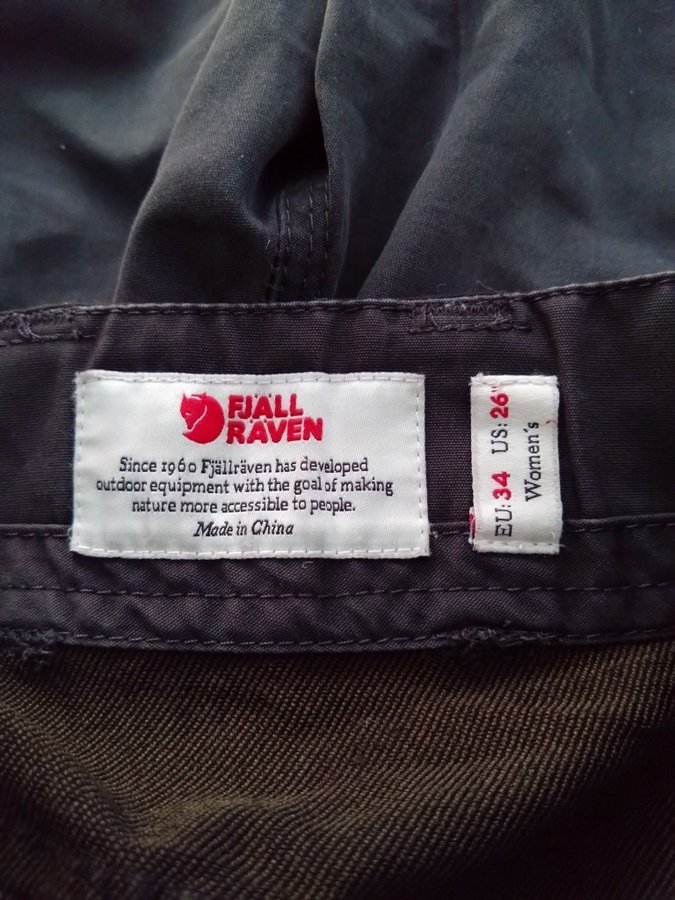 FJÄLL
RÄVEN
Since 1960 Fjällräven has developed
outdoor equipment with the goal of making
nature more accessible to people.
Made in China
EU: 34 US: 26"
Women's